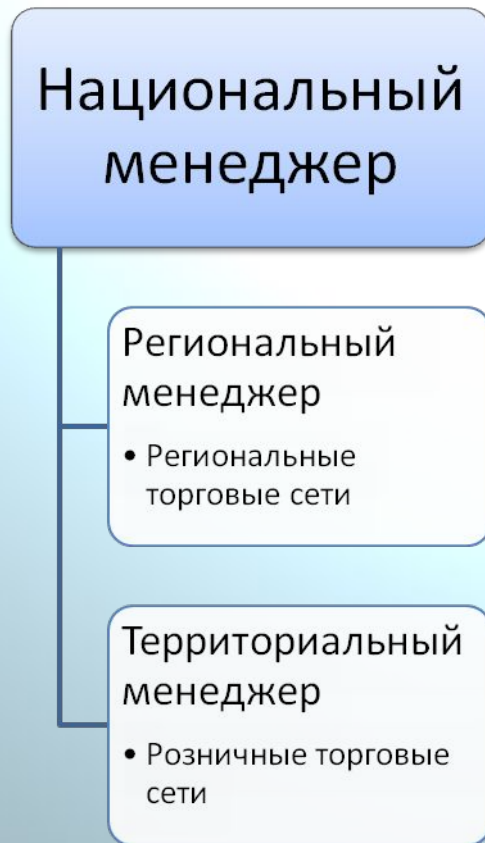 Национальный
менеджер
Региональный
менеджер
• Региональные
торговые сети
Территориальный
менеджер
• Розничные торговые
сети